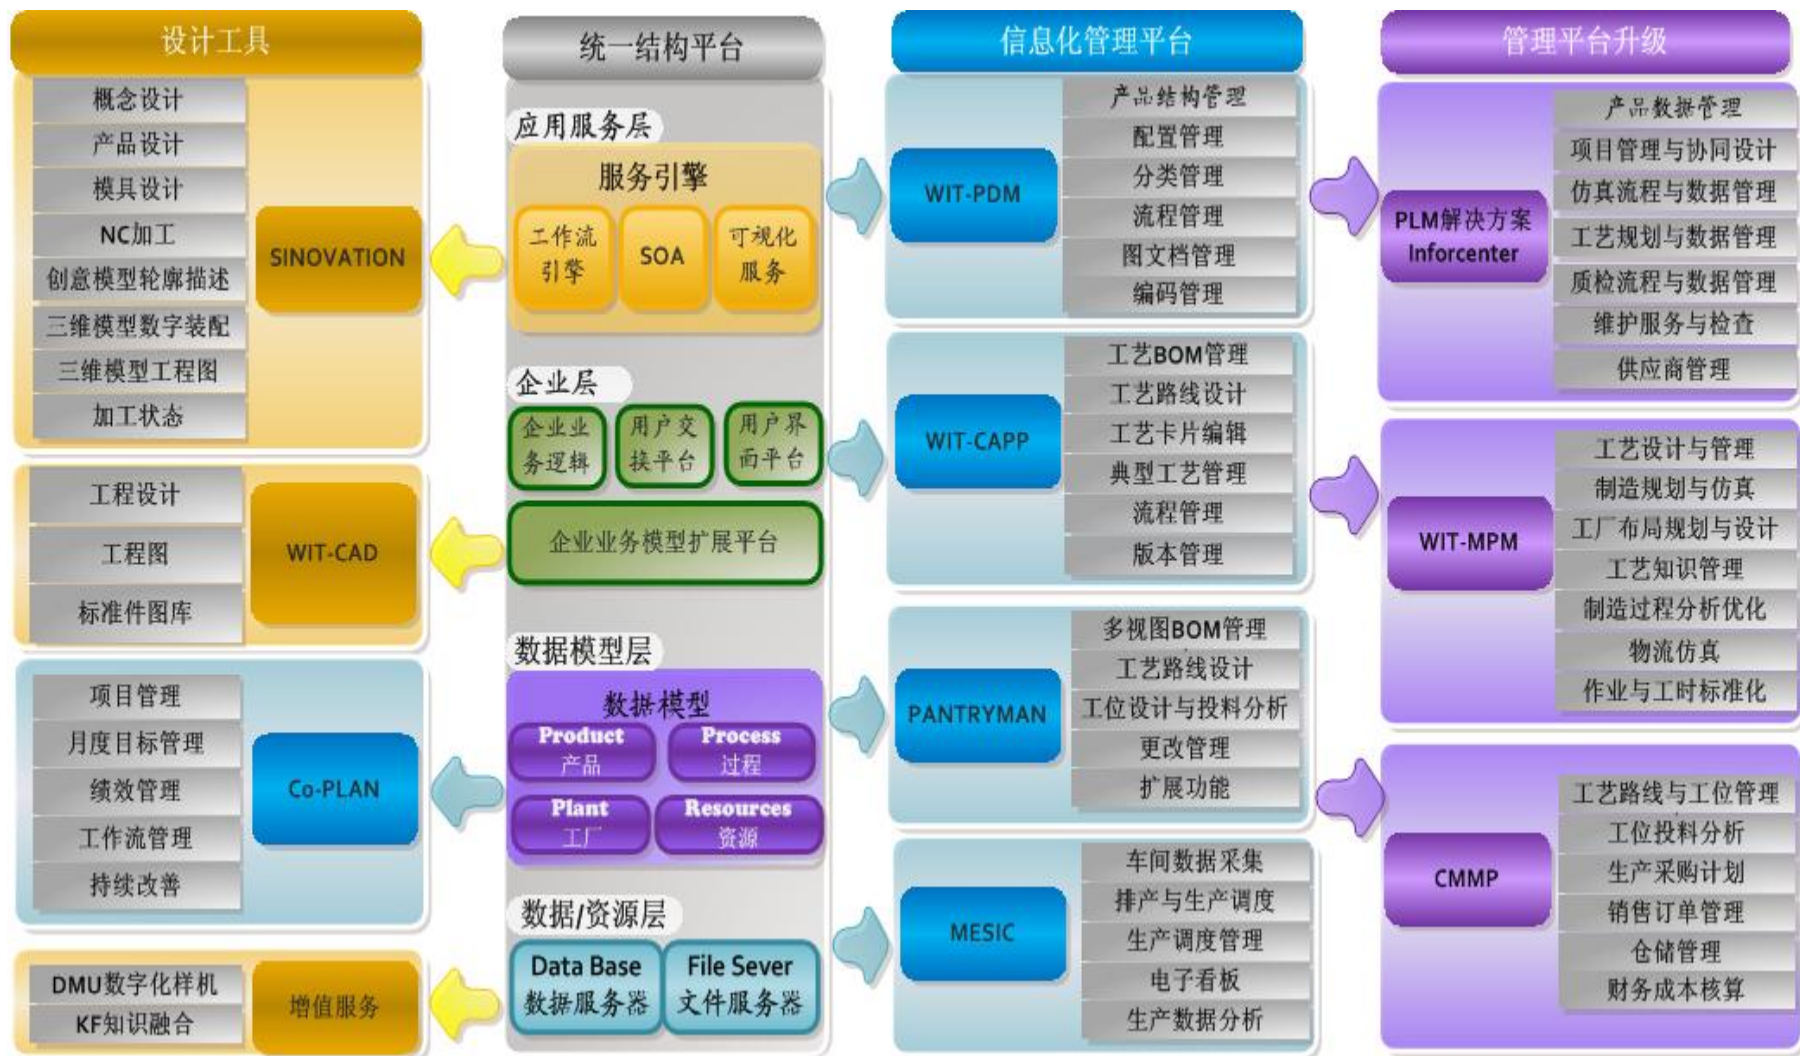 设计工具
概念设计
产品设计
模具设计
NC加工
创意模型轮廓描述
三维模型数字装配
三维模型工程图
加工状态
SINOVATION
工程设计
工程图
标准件图库
WIT-CAD
项目管理
月度目标管理
绩效管理
工作流管理
持续改善
Co-PLAN
DMU数字化样机
KF知识融合
增值服务
统一结构平台
应用服务层
服务引擎
工作流
引擎
SOA
可视化
服务
企业层
企业业
务逻辑
用户交
换平台
用户界
面平台
企业业务模型扩展平台
数据模型层
数据模型
Product
产品
Process
过程
Plant
工厂
Resources
资源
数据/资源层
Data Base
数据服务器
File Sever
文件服务器
信息化管理平台
WIT-PDM
产品结构管理
配置管理
分类管理
流程管理
图文档管理
编码管理
WIT-CAPP
工艺BOM管理
工艺路线设计
工艺卡片编辑
典型工艺管理
流程管理
版本管理
PANTRYMAN
多视图BOM管理
工艺路线设计
工位设计与投料分析
更改管理
扩展功能
MESIC
车间数据采集
排产与生产调度
生产调度管理
电子看板
生产数据分析
管理平台升级
PLM解决方案
Inforcenter
产品数据管理
项目管理与协同设计
仿真流程与数据管理
工艺规划与数据管理
质检流程与数据管理
维护服务与检查
供应商管理
WIT-MPM
工艺设计与管理
制造规划与仿真
工厂布局规划与设计
工艺知识管理
制造过程分析优化
物流仿真
作业与工时标准化
CMMP
工艺路线与工位管理
工位投料分析
生产采购计划
销售订单管理
仓储管理
财务成本核算